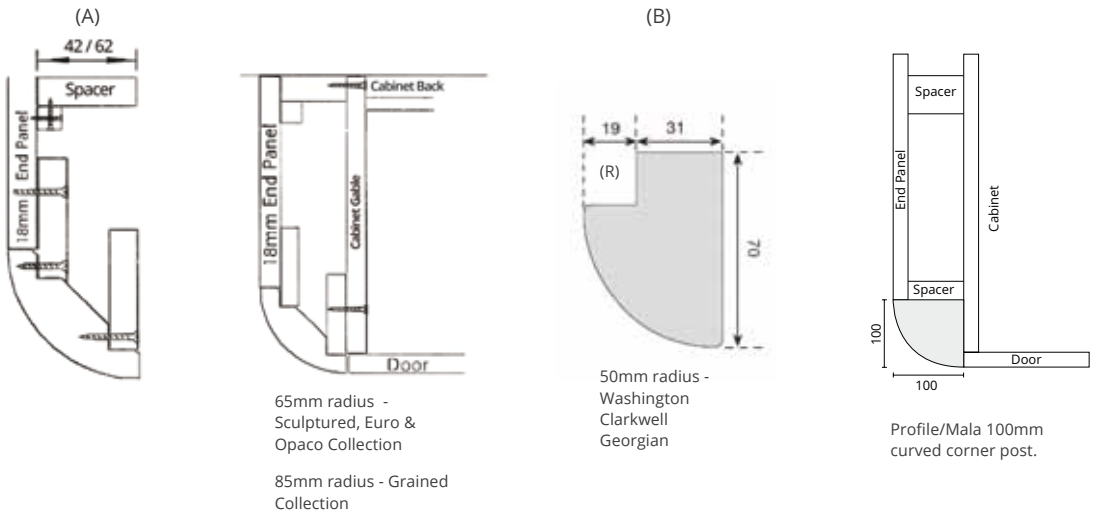 (A)
42 / 62
Spacer
18mm End Panel
Cabinet Back
18mm End Panel
Cabinet Gable
Door
65mm radius -
Sculptured, Euro &
Opaco Collection
85mm radius - Grained
Collection
(B)
19
31
(R)
70
50mm radius -
Washington
Clarkwell
Georgian
Spacer
End Panel
Cabinet
Spacer
100
Door
100
Profile/Mala 100mm
curved corner post.